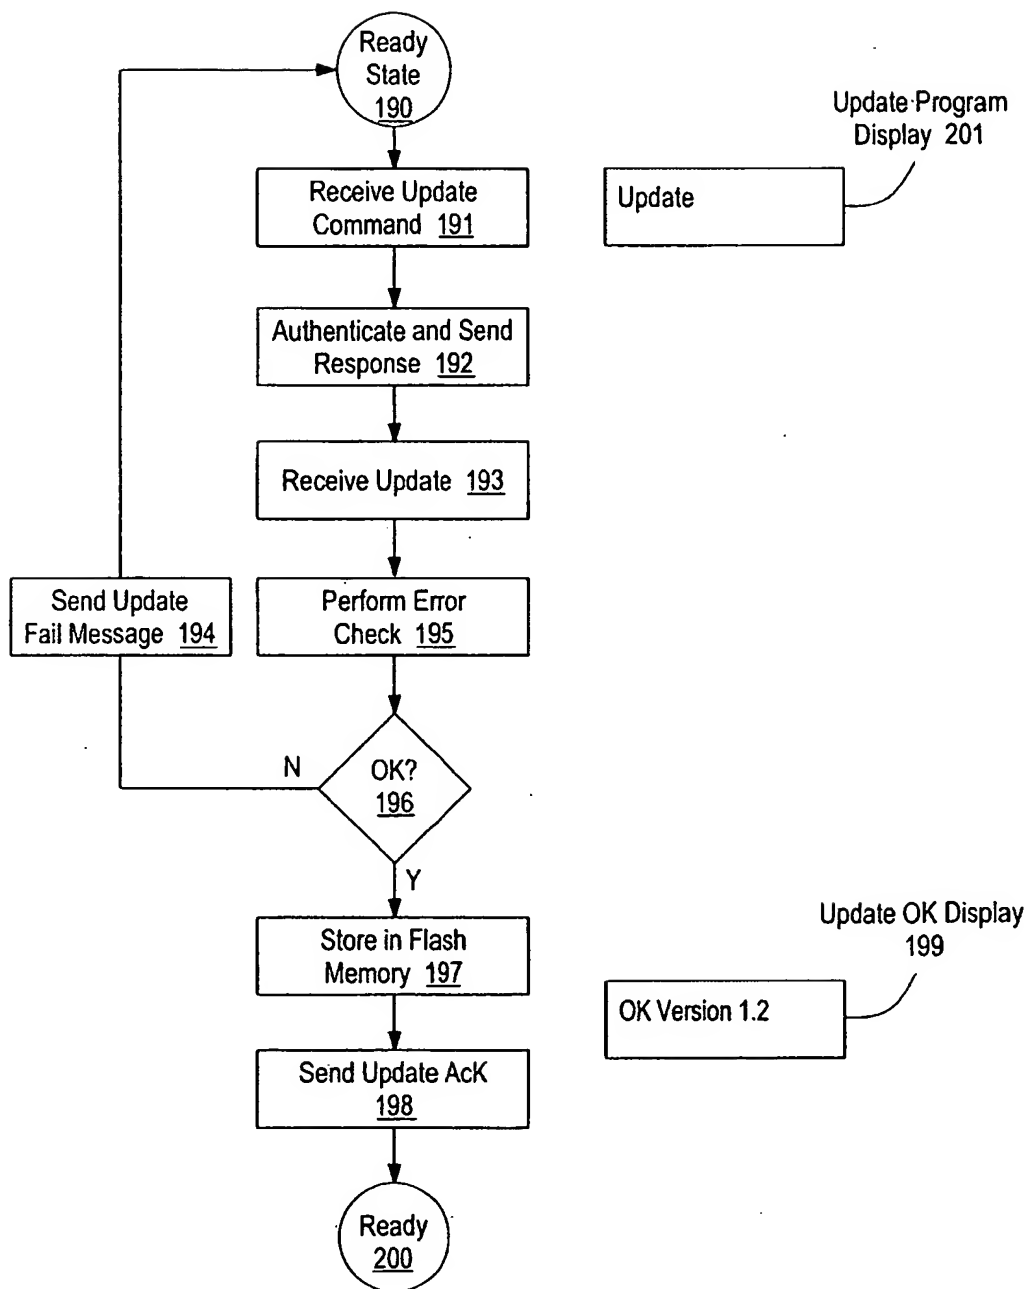 Ready
State
190
Update Program
Display 201
Receive Update
Command 191
Update
Authenticate and Send
Response 192
Receive Update 193
Send Update
Fail Message 194
Perform Error
Check 195
N
OK?
196
Y
Update OK Display
199
Store in Flash
Memory 197
OK Version 1.2
Send Update AcK
198
Ready
200